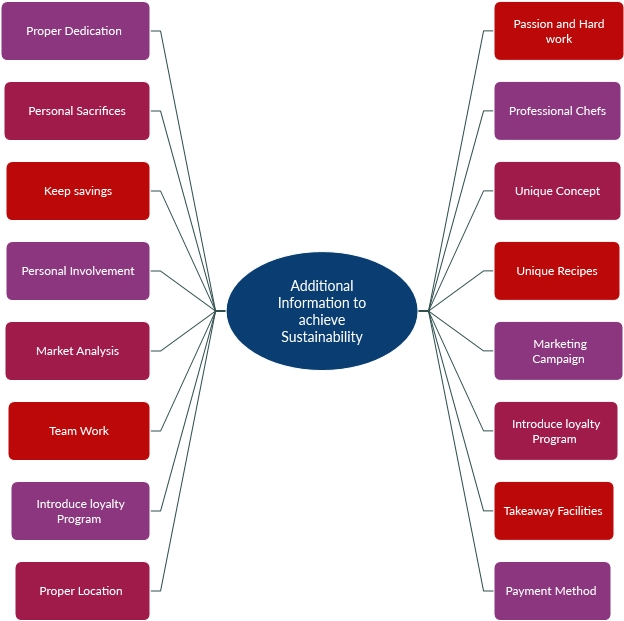 Proper Dedication
Personal Sacrifices
Keep savings
Personal Involvement
Market Analysis
Team Work
Introduce loyalty
Program
Proper Location
Additional
Information to
achieve
Sustainability
Passion and Hard
work
Professional Chefs
Unique Concept
Unique Recipes
Marketing
Campaign
Introduce loyalty
Program
Takeaway Facilities
Payment Method